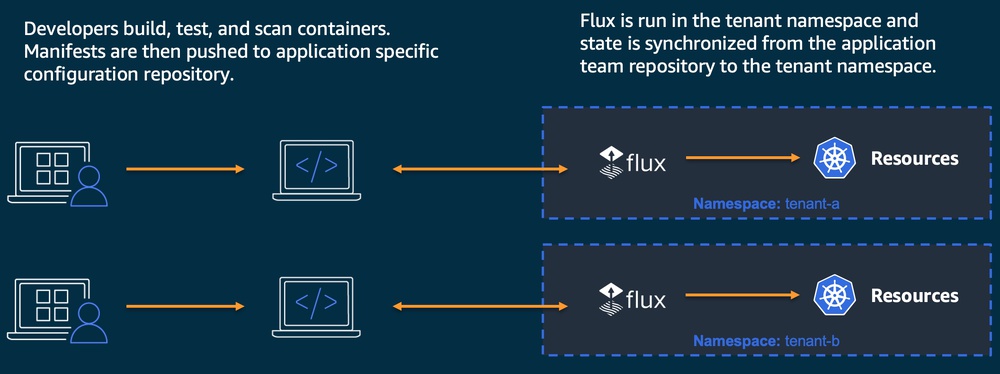 Developers build, test, and scan containers.
Manifests are then pushed to application specific
configuration repository.
Flux is run in the tenant namespace and
state is synchronized from the application
team repository to the tenant namespace.
</>
flux
Resources
Namespace: tenant-a
</>
flux
Resources
Namespace: tenant-b